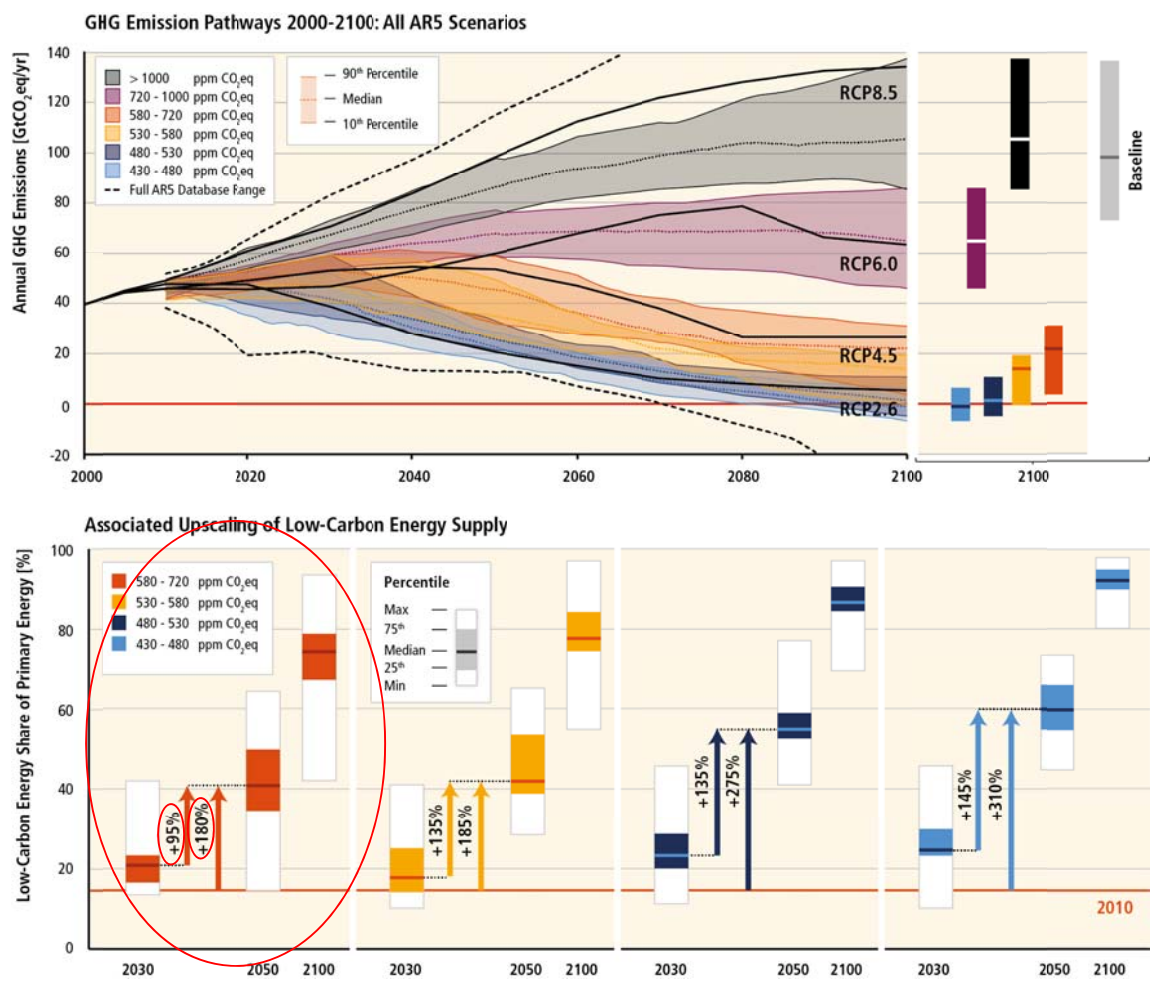 GHG Emission Pathways 2000-2100: All AR5 Scenarios
Annual GHG Emissions [GtCO₂eq/yr]
140
120
100
80
60
40
20
0
-20
> 1000 ppm CO₂eq
720 - 1000 ppm CO₂eq
580 - 720 ppm CO₂eq
530 - 580 ppm CO₂eq
480 - 530 ppm CO₂eq
430 - 480 ppm CO₂eq
Full AR5 Database Range
90th Percentile
Median
10th Percentile
RCP8.5
RCP6.0
RCP4.5
RCP2.6
Baseline
2000 2020 2040 2060 2080 2100 2100
Associated Upscaling of Low-Carbon Energy Supply
Low-Carbon Energy Share of Primary Energy [%]
100
80
60
40
20
0
580 - 720 ppm CO₂eq
530 - 580 ppm CO₂eq
480 - 530 ppm CO₂eq
430 - 480 ppm CO₂eq
Percentile
Max
75th
Median
25th
Min
+95%
+180%
+135%
+185%
+135%
+275%
+145%
+310%
2010
2030 2050 2100 2030 2050 2100 2030 2050 2100 2030 2050 2100